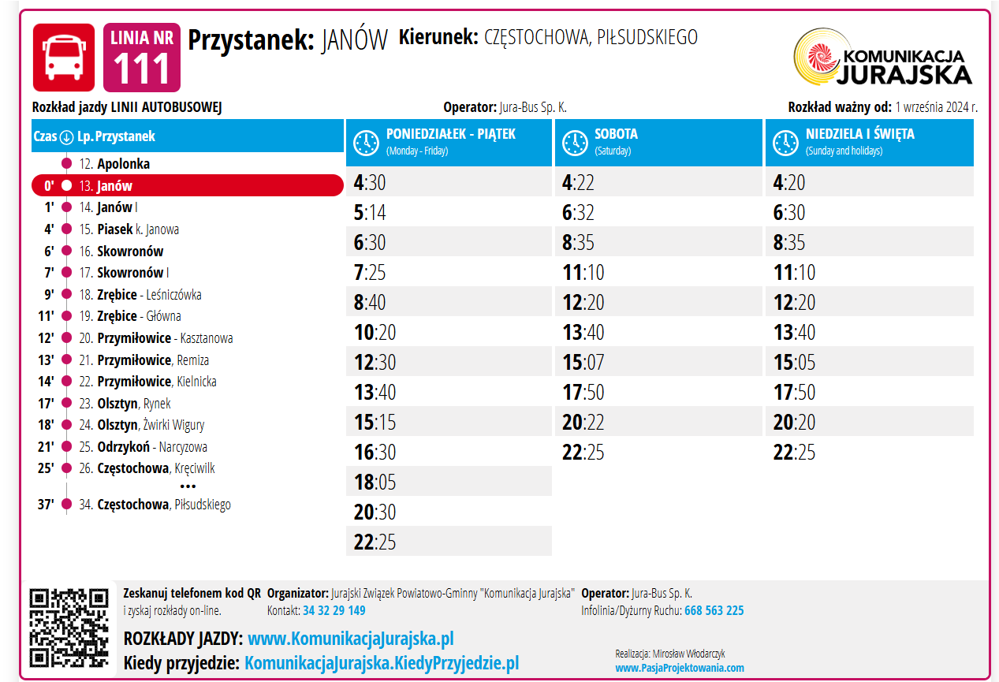 LINIA NR
111
Przystanek: JANÓW Kierunek: CZĘSTOCHOWA, PIŁSUDSKIEGO
KOMUNIKACJA
JURAJSKA
Rozkład jazdy LINII AUTOBUSOWEJ
Operator: Jura-Bus Sp. K.
Rozkład ważny od: 1 września 2024 r.
Czas Lp. Przystanek
12. Apolonka
0' 13. Janów
1' 14. Janów I
4' 15. Piasek k. Janowa
6' 16. Skowronów
7' 17. Skowronów I
9' 18. Zrębice - Leśniczówka
11' 19. Zrębice - Główna
12' 20. Przymiłowice - Kasztanowa
13' 21. Przymiłowice, Remiza
14' 22. Przymiłowice, Kielnicka
17' 23. Olsztyn, Rynek
18' 24. Olsztyn, Żwirki Wigury
21' 25. Odrzykoń - Narcyzowa
25' 26. Częstochowa, Kręciwilk
...
37' 34. Częstochowa, Piłsudskiego
PONIEDZIAŁEK - PIĄTEK
(Monday - Friday)
4:30
5:14
6:30
7:25
8:40
10:20
12:30
13:40
15:15
16:30
18:05
20:30
22:25
SOBOTA
(Saturday)
4:22
6:32
8:35
11:10
12:20
13:40
15:07
17:50
20:22
22:25
NIEDZIELA I ŚWIĘTA
(Sunday and holidays)
4:20
6:30
8:35
11:10
12:20
13:40
15:05
17:50
20:20
22:25
Zeskanuj telefonem kod QR
i zyskaj rozkłady on-line.
Organizator: Jurajski Związek Powiatowo-Gminny "Komunikacja Jurajska"
Kontakt: 34 32 29 149
Operator: Jura-Bus Sp. K.
Infolinia/Dyżurny Ruchu: 668 563 225
ROZKŁADY JAZDY: www.KomunikacjaJurajska.pl
Kiedy przyjedzie: KomunikacjaJurajska.KiedyPrzyjedzie.pl
Realizacja: Mirosław Włodarczyk
www.PasjaProjektowania.com